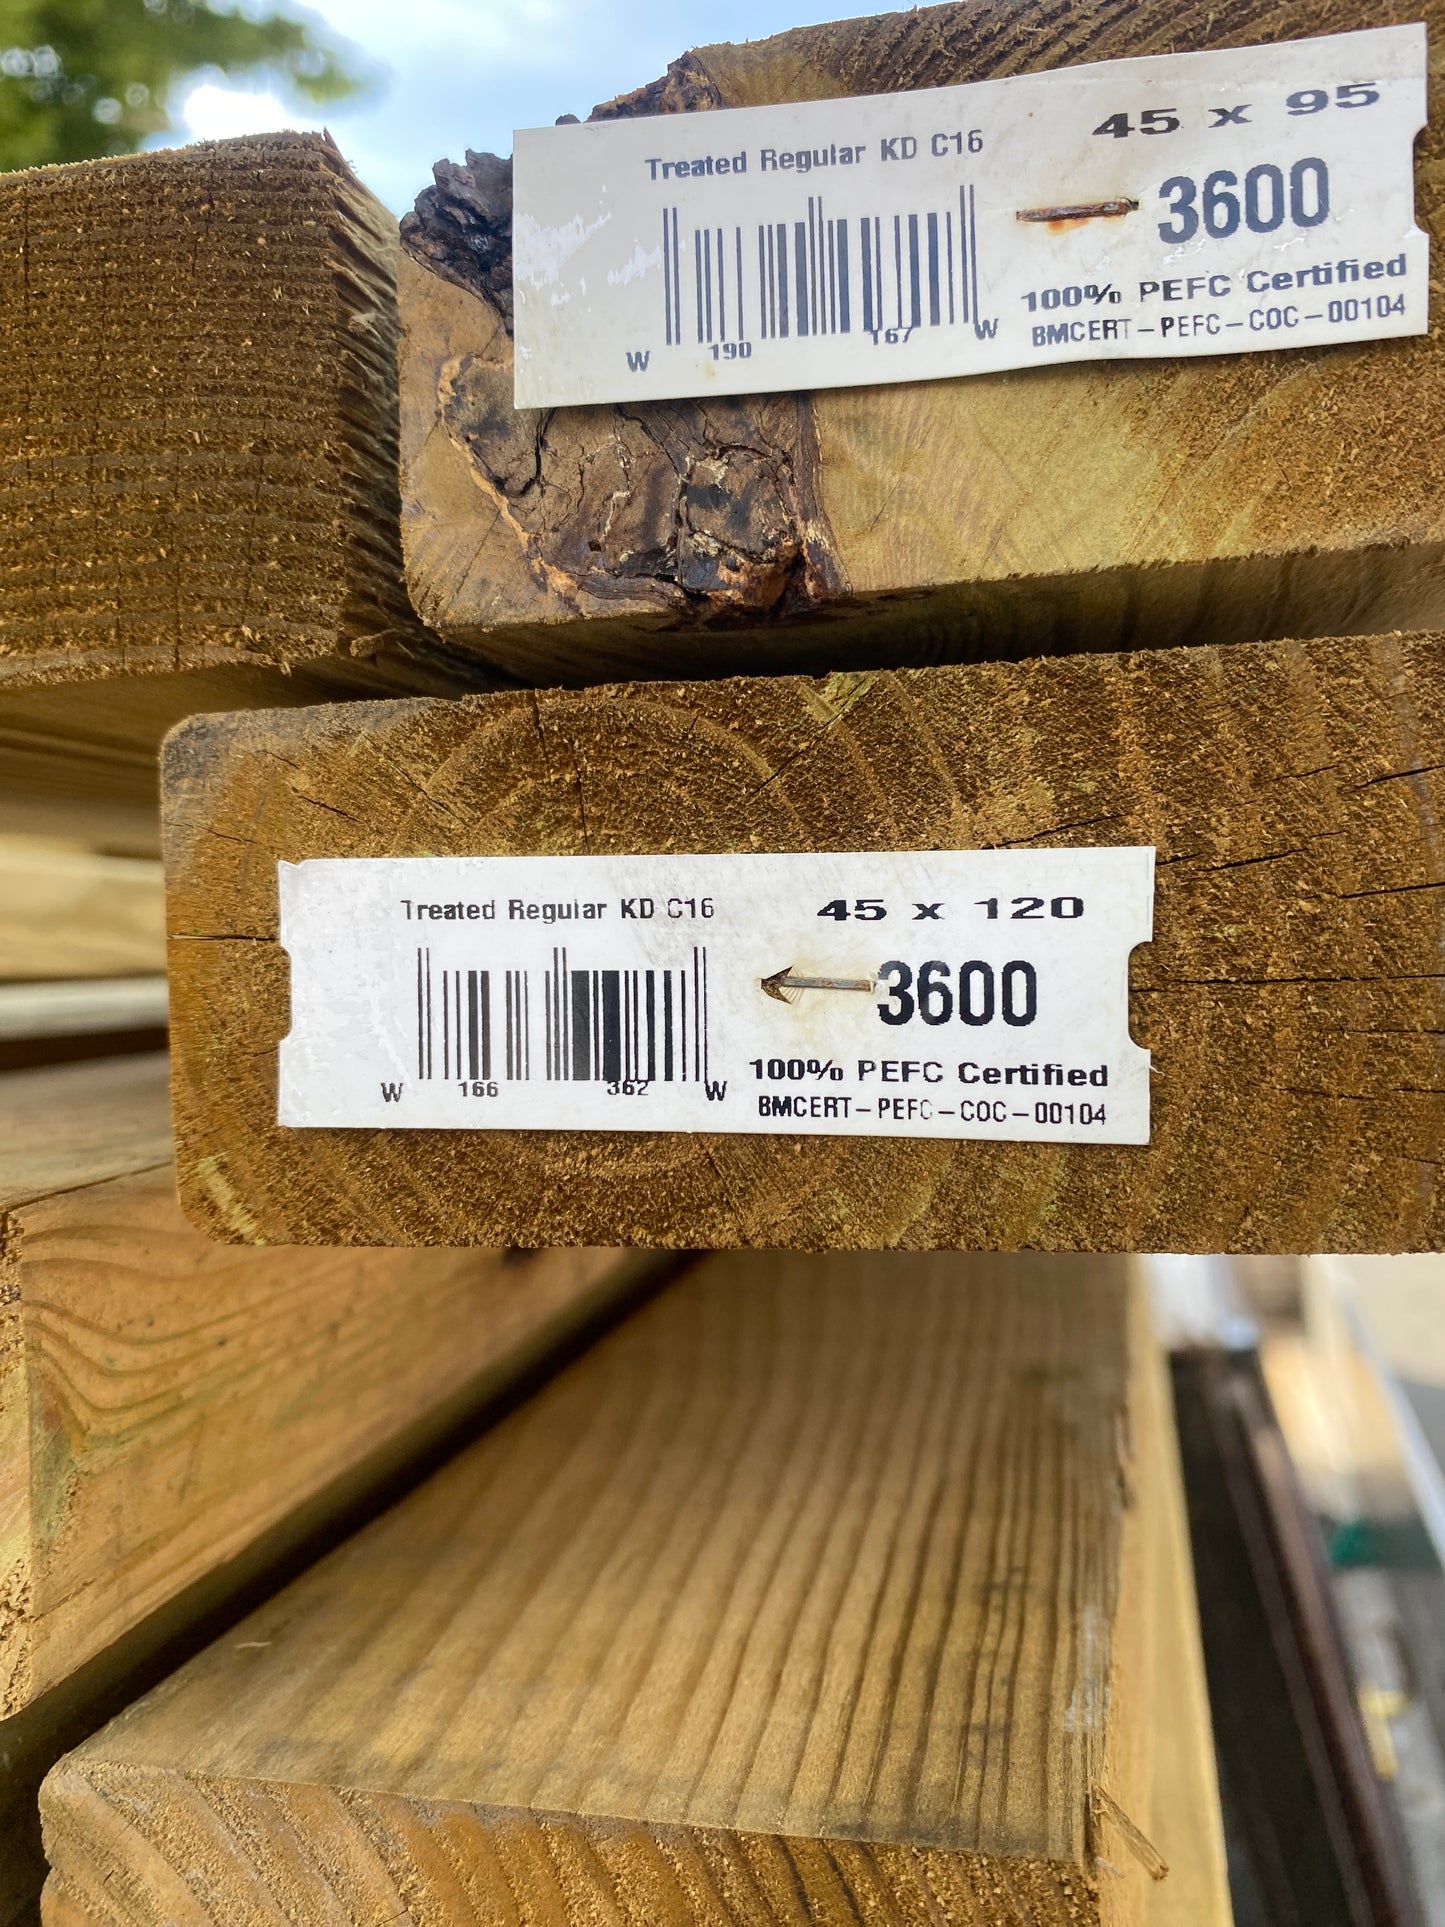 Treated Regular KD C16
45 x 95
3600
100% PEFC Certified
BMCERT-PEFC-COC-00104
W 190 167 W
Treated Regular KD C16
45 x 120
3600
100% PEFC Certified
BMCERT-PEFC-COC-00104
W 166 362 W